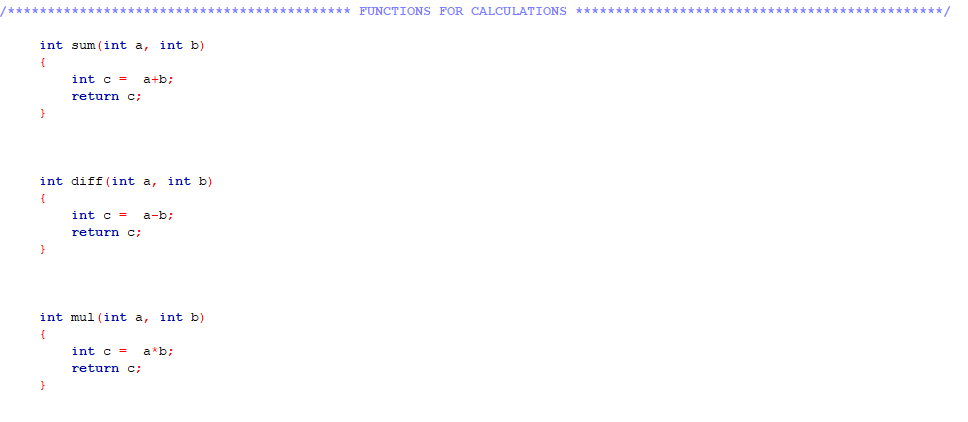 /******************************************* FUNCTIONS FOR CALCULATIONS **********************************************/
int sum(int a, int b)
{
int c =  a+b;
return c;
}
int diff(int a, int b)
{
int c =  a-b;
return c;
}
int mul(int a, int b)
{
int c =  a*b;
return c;
}